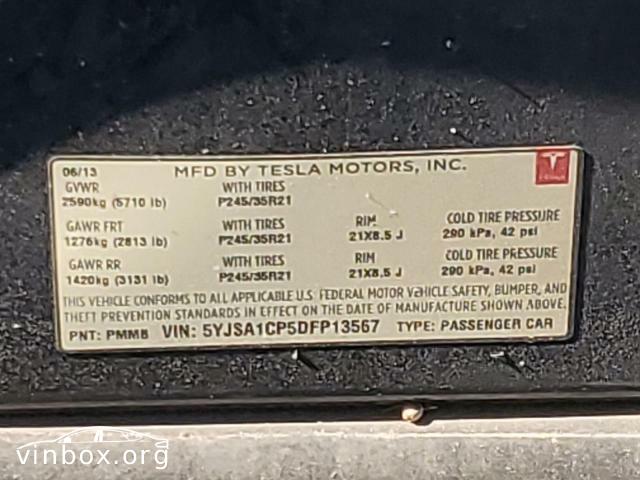 06/13 MFD BY TESLA MOTORS, INC.
GVWR WITH TIRES
2590kg (5710 lb) P245/35R21
GAWR FRT WITH TIRES RIM COLD TIRE PRESSURE
1276kg (2813 lb) P245/35R21 21X8.5 J 290 kPa, 42 psi
GAWR RR WITH TIRES RIM COLD TIRE PRESSURE
1420kg (3131 lb) P245/35R21 21X8.5 J 290 kPa, 42 psi
THIS VEHICLE CONFORMS TO ALL APPLICABLE U.S. FEDERAL MOTOR VEHICLE SAFETY, BUMPER, AND
THEFT PREVENTION STANDARDS IN EFFECT ON THE DATE OF MANUFACTURE SHOWN ABOVE.
PNT: PMMB VIN: 5YJSA1CP5DFP13567 TYPE: PASSENGER CAR
vinbox.org